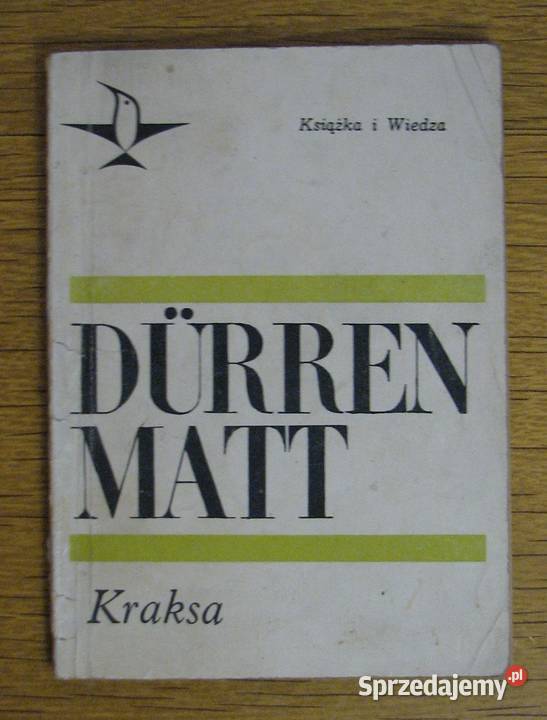 Książka i Wiedza
DÜRREN
MATT
Kraksa
Sprzedajemy.pl